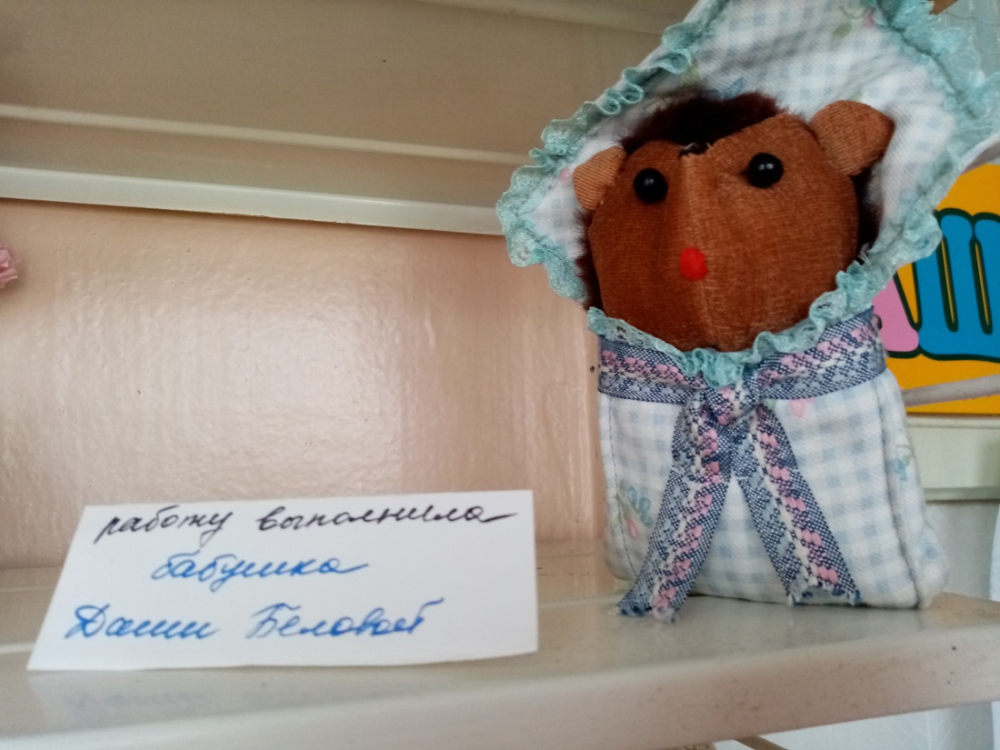 работу выполнила
бабушка
Даши Беловой
Ш